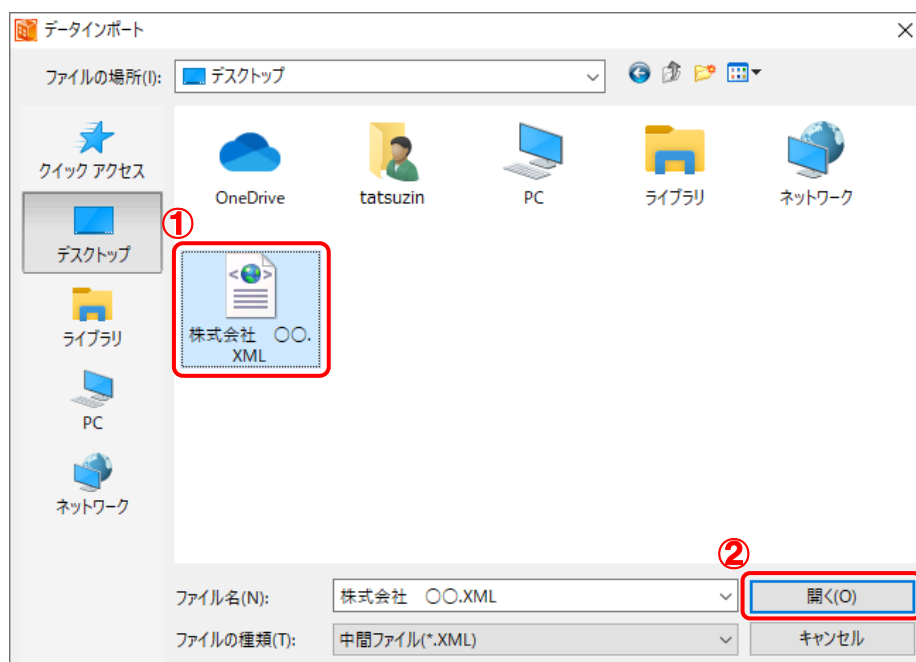 データインポート
ファイルの場所(I):
デスクトップ
クイック アクセス
デスクトップ
ライブラリ
PC
ネットワーク
OneDrive
tatsuzin
PC
ライブラリ
ネットワーク
①
株式会社　〇〇.
XML
②
ファイル名(N):
株式会社　〇〇.XML
開く(O)
ファイルの種類(T):
中間ファイル(*.XML)
キャンセル